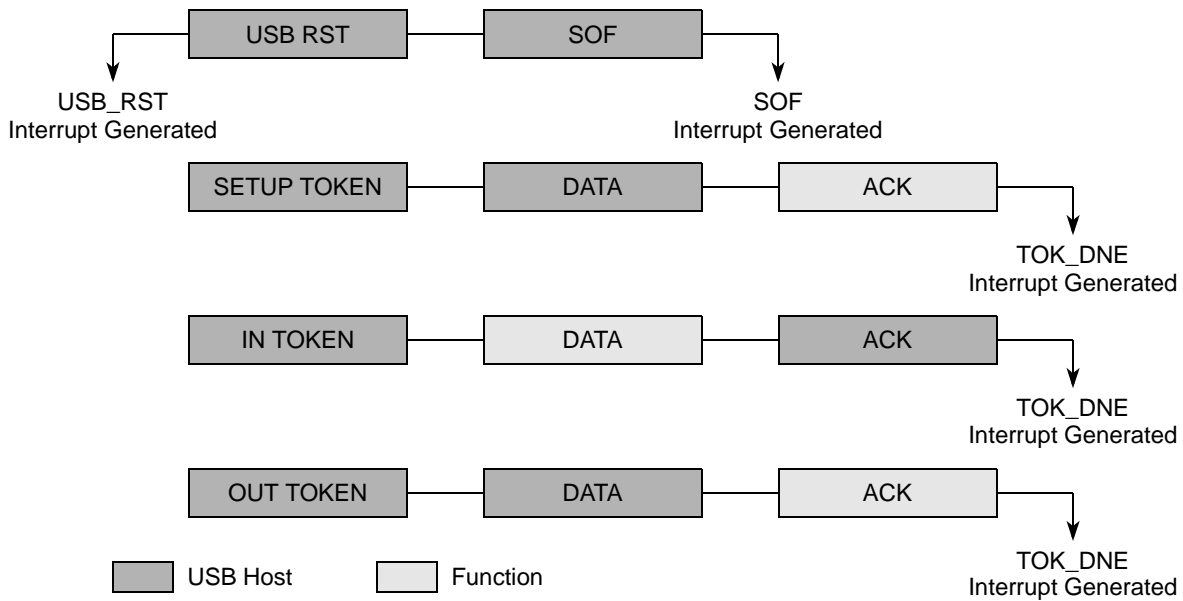 USB RST
SOF
USB_RST
Interrupt Generated
SOF
Interrupt Generated
SETUP TOKEN
DATA
ACK
TOK_DNE
Interrupt Generated
IN TOKEN
DATA
ACK
TOK_DNE
Interrupt Generated
OUT TOKEN
DATA
ACK
TOK_DNE
Interrupt Generated
USB Host
Function